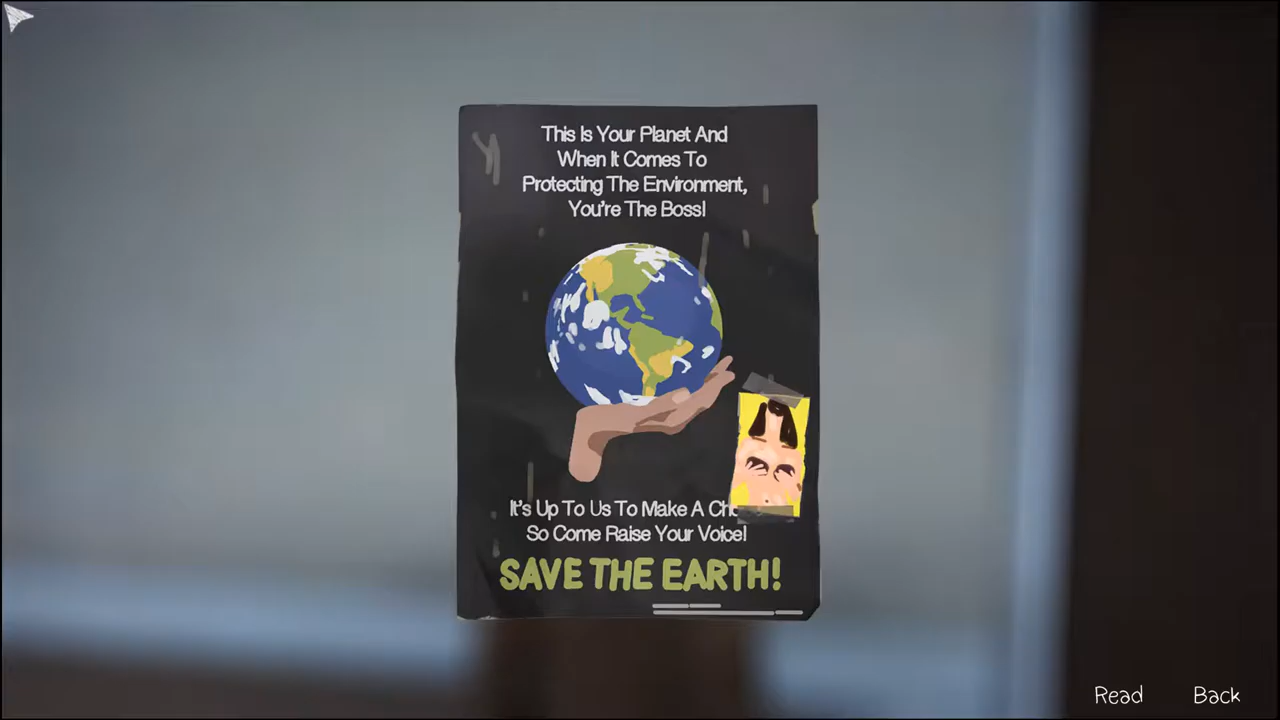 This Is Your Planet And
When It Comes To
Protecting The Environment,
You're The Boss!
It's Up To Us To Make A
So Come Raise Your Voice!
SAVE THE EARTH!
Read
Back